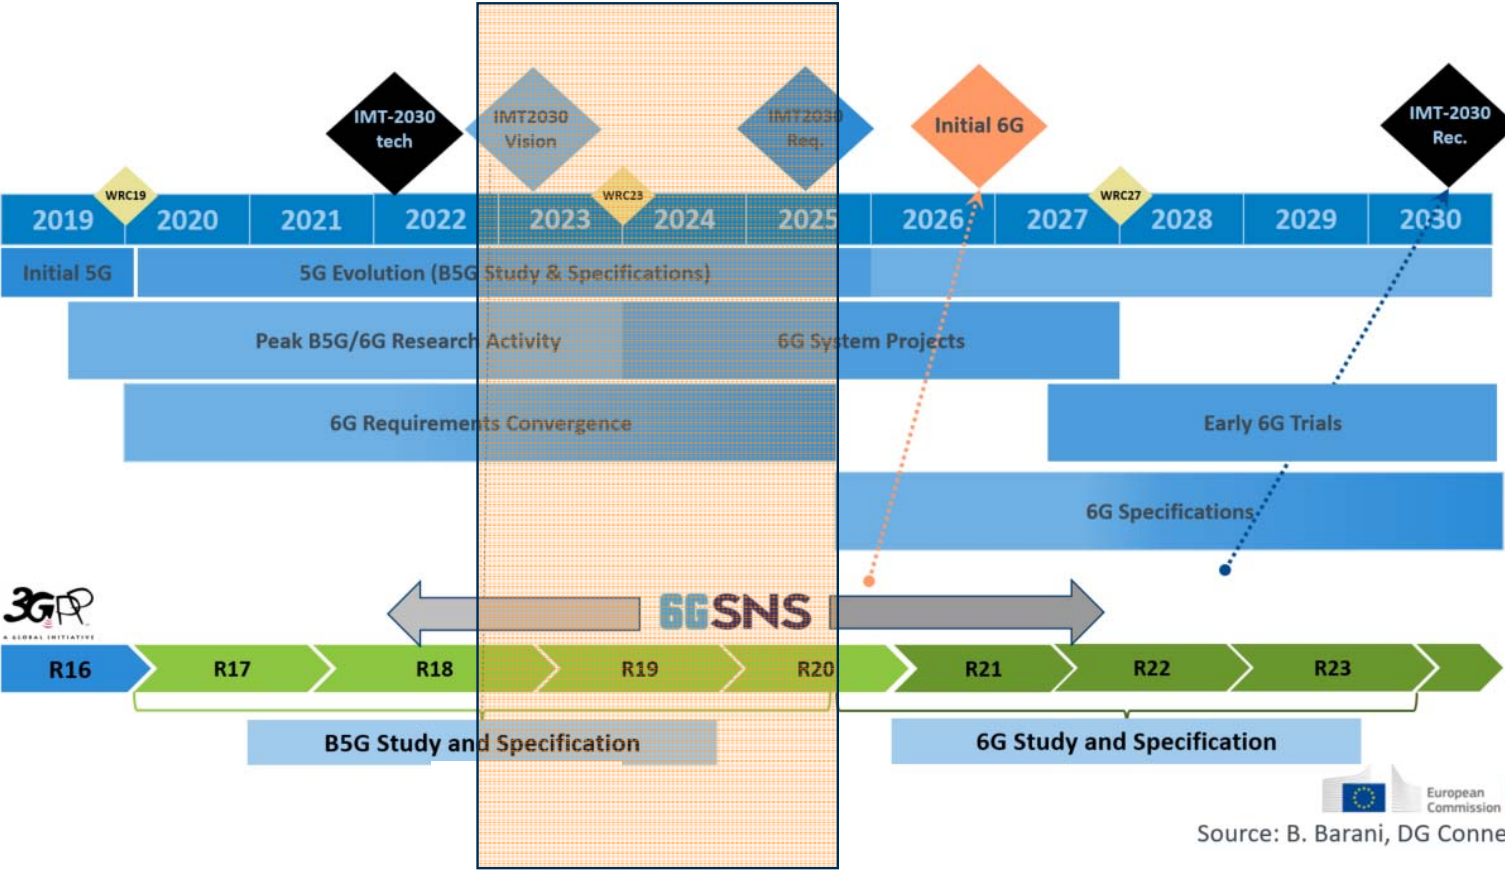 IMT-2030
tech
IMT2030
Vision
IMT2030
Req.
Initial 6G
IMT-2030
Rec.
WRC19
WRC23
WRC27
2019 2020 2021 2022 2023 2024 2025 2026 2027 2028 2029 2030
Initial 5G
5G Evolution (B5G Study & Specifications)
Peak B5G/6G Research Activity
6G System Projects
6G Requirements Convergence
Early 6G Trials
6G Specifications
3GPP
A GLOBAL INITIATIVE
6GSNS
R16 R17 R18 R19 R20 R21 R22 R23
B5G Study and Specification
6G Study and Specification
European
Commission
Source: B. Barani, DG Conne